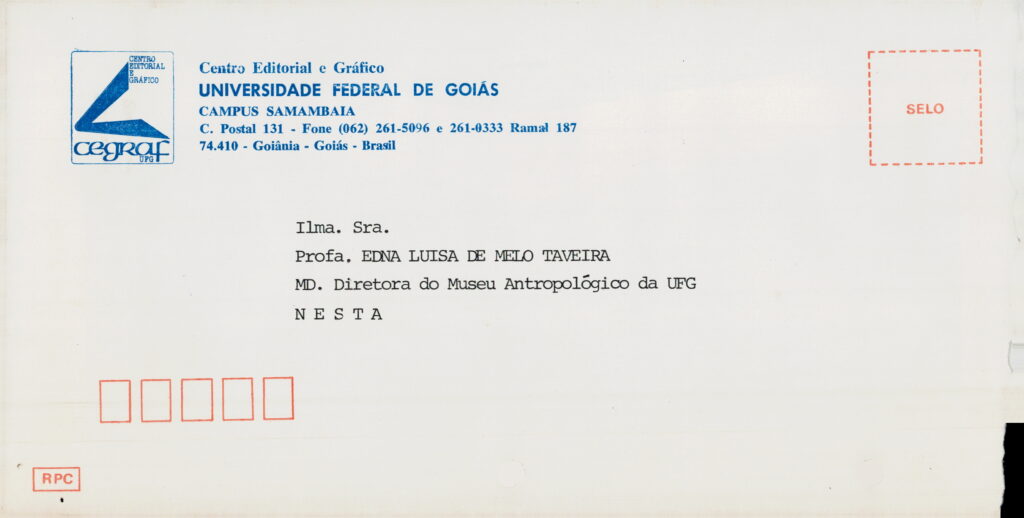 CENTRO
EDITORIAL
E
GRÁFICO
cegraf
UFG
Centro Editorial e Gráfico
UNIVERSIDADE FEDERAL DE GOIÁS
CAMPUS SAMAMBAIA
C. Postal 131 - Fone (062) 261-5096 e 261-0333 Ramal 187
74.410 - Goiânia - Goiás - Brasil
SELO
Ilma. Sra.
Profa. EDNA LUISA DE MELO TAVEIRA
MD. Diretora do Museu Antropológico da UFG
N E S T A
RPC